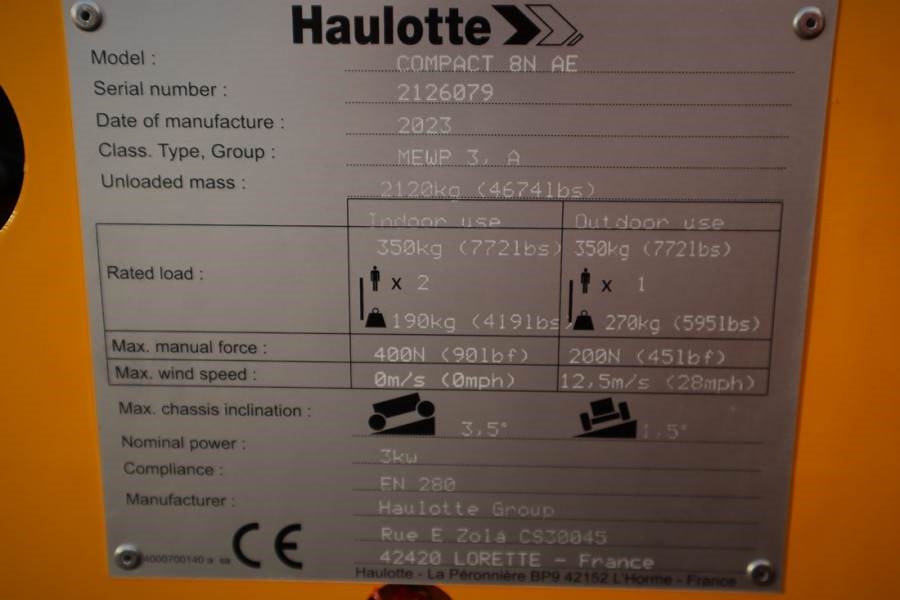 Haulotte
Model : COMPACT 8N AE
Serial number : 2126079
Date of manufacture : 2023
Class. Type, Group : MEWP 3, A
Unloaded mass : 2120kg (4674lbs)
Indoor use Outdoor use
Rated load : 350kg (772lbs) 350kg (772lbs)
x 2 x 1
190kg (419lbs) 270kg (595lbs)
Max. manual force : 400N (90lbf) 200N (45lbf)
Max. wind speed : 0m/s (0mph) 12,5m/s (28mph)
Max. chassis inclination : 3,5° 1,5°
Nominal power : 3kw
Compliance : EN 280
Manufacturer : Haulotte Group
Rue E Zola CS30045
42420 LORETTE - France
4000700140 a CE
Haulotte - La Péronnière BP9 42152 L'Horme - France